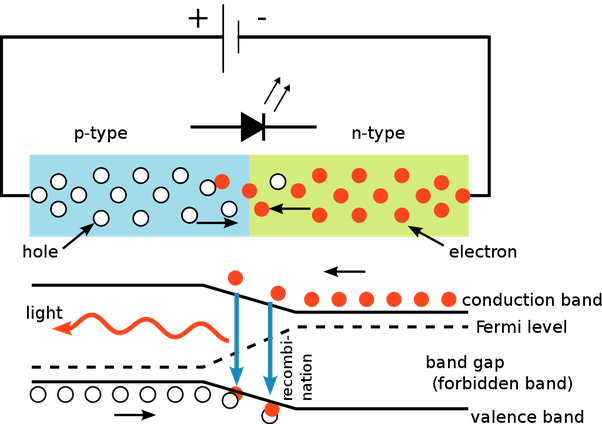 + -
p-type
n-type
hole
electron
light
conduction band
Fermi level
recombi-
nation
band gap
(forbidden band)
valence band